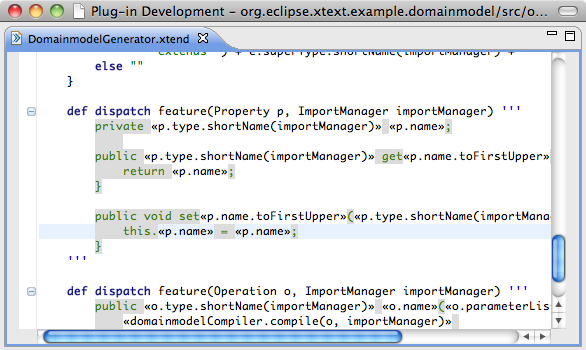 Plug-in Development - org.eclipse.xtext.example.domainmodel/src/o...
DomainmodelGenerator.xtend
extends ") + e.superType.shortName(importManager) +
else ""
}
def dispatch feature(Property p, ImportManager importManager) '''
private «p.type.shortName(importManager)» «p.name»;
public «p.type.shortName(importManager)» get«p.name.toFirstUpper»
return «p.name»;
}
public void set«p.name.toFirstUpper»(«p.type.shortName(importMana
this.«p.name» = «p.name»;
}
'''
def dispatch feature(Operation o, ImportManager importManager) '''
public «o.type.shortName(importManager)» «o.name»(«o.parameterLis
«domainmodelCompiler.compile(o, importManager)»